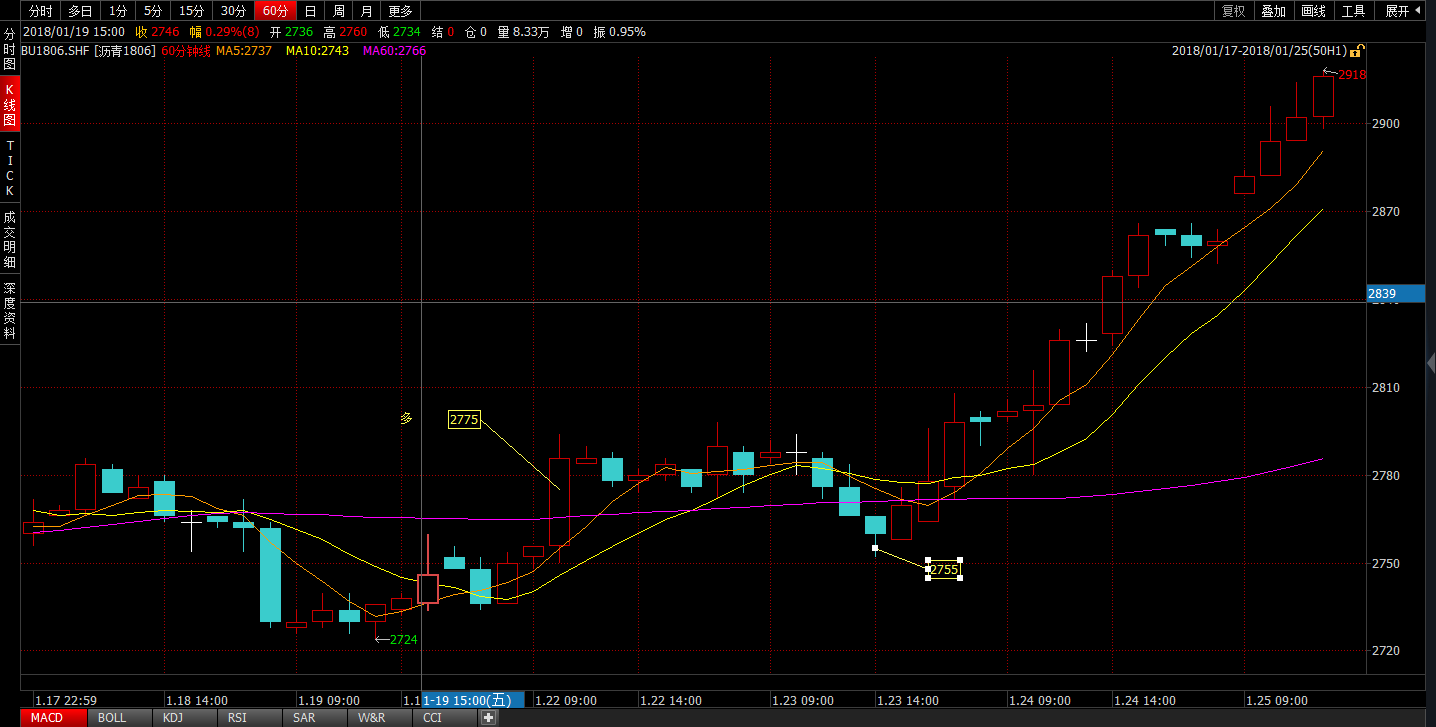 分时 多日 1分 5分 15分 30分 60分 日 周 月 更多 复权 叠加 画线 工具 展开
2018/01/19 15:00 收 2746 幅 0.29%(8) 开 2736 高 2760 低 2734 结 0 仓 0 量 8.33万 增 0 振 0.95%
BU1806.SHF [沥青1806] 60分钟线 MA5:2737 MA10:2743 MA60:2766 2018/01/17-2018/01/25(50H1)
分时图
K线图
TICK
成交明细
深度资料
2918
2900
2870
2839
2810
多 2775
2780
2755
2750
2724
2720
1.17 22:59 1.18 14:00 1.19 09:00 1.1 1-19 15:00(五) 1.22 09:00 1.22 14:00 1.23 09:00 1.23 14:00 1.24 09:00 1.24 14:00 1.25 09:00
MACD BOLL KDJ RSI SAR W&R CCI